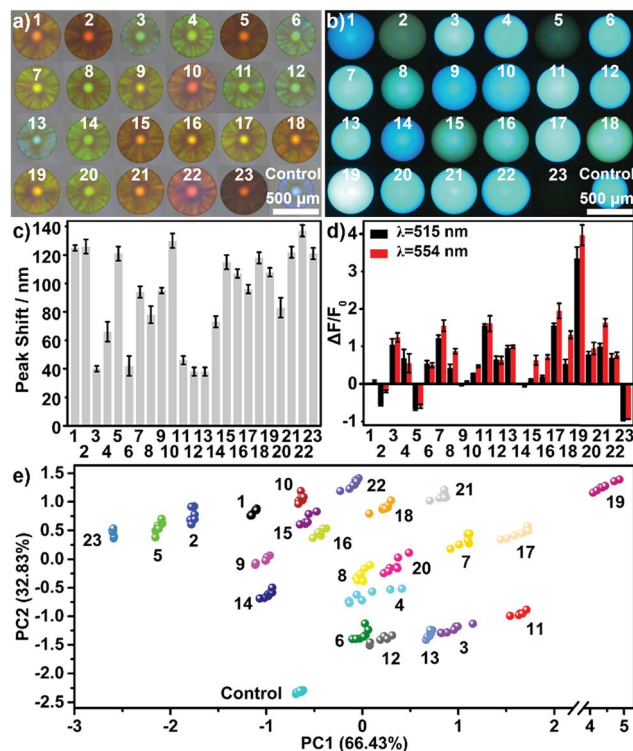 a) 1 2 3 4 5 6
7 8 9 10 11 12
13 14 15 16 17 18
19 20 21 22 23 Control
500 μm
b) 1 2 3 4 5 6
7 8 9 10 11 12
13 14 15 16 17 18
19 20 21 22 23 Control
500 μm
c)
Peak Shift / nm
140
120
100
80
60
40
20
0
1 3 5 7 9 11 13 15 17 19 21 23
2 4 6 8 10 12 14 16 18 20 22
d)
λ=515 nm
λ=554 nm
ΔF/F0
4
3
2
1
0
-1
1 3 5 7 9 11 13 15 17 19 21 23
2 4 6 8 10 12 14 16 18 20 22
e)
PC2 (32.83%)
1.5
1.0
0.5
0.0
-0.5
-1.0
-1.5
-2.0
-2.5
10 22 21 19
1 18
23 5 2 15 16 17
9 8 20 7
14 4
6 12 13 3 11
Control
-3 -2 -1 0 1 2 4 5
PC1 (66.43%)